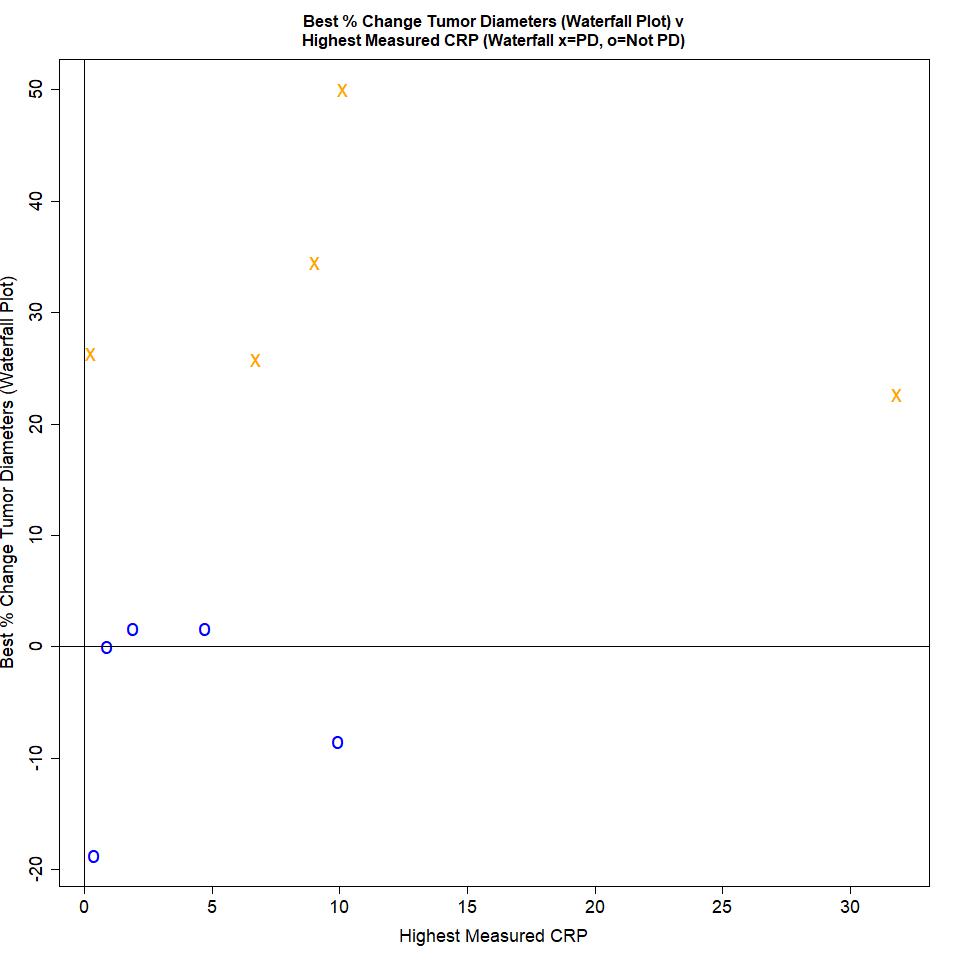 Best % Change Tumor Diameters (Waterfall Plot) v
Highest Measured CRP (Waterfall x=PD, o=Not PD)
Best % Change Tumor Diameters (Waterfall Plot)
50
40
30
20
10
0
-10
-20
X
X
X
X
X
O
O
O
O
O
0 5 10 15 20 25 30
Highest Measured CRP